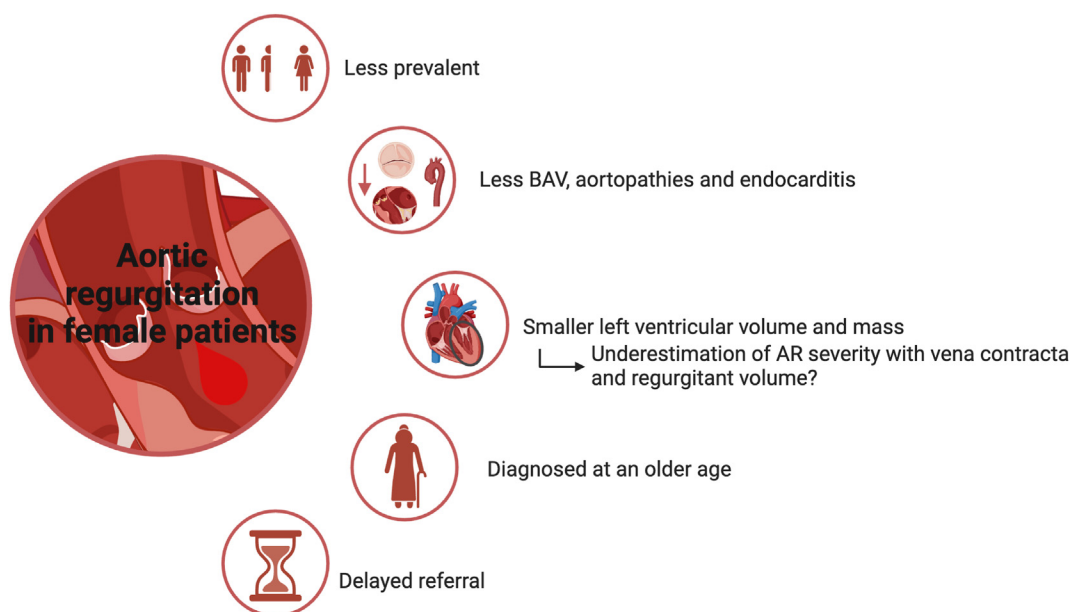 Less prevalent
Less BAV, aortopathies and endocarditis
Aortic
regurgitation
in female patients
Smaller left ventricular volume and mass
Underestimation of AR severity with vena contracta
and regurgitant volume?
Diagnosed at an older age
Delayed referral